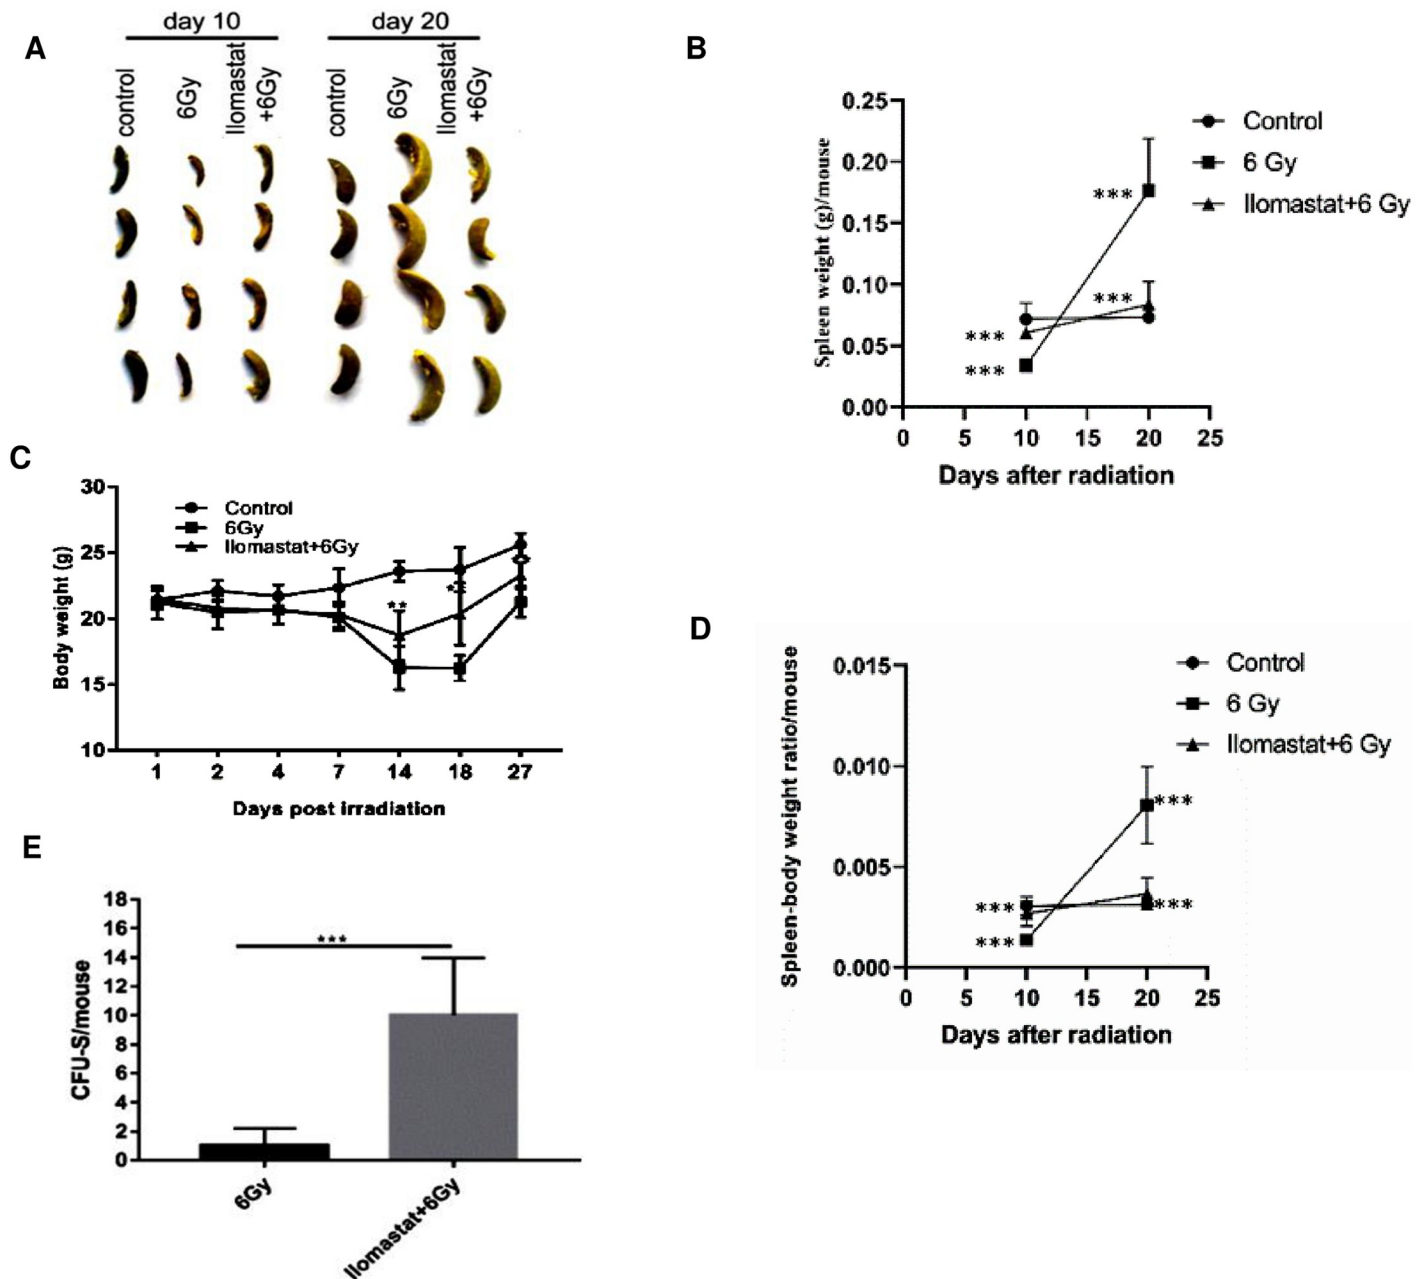 A
day 10
day 20
control
6Gy
Ilomastat
+6Gy
control
6Gy
Ilomastat
+6Gy
B
Spleen weight (g)/mouse
0.25
0.20
0.15
0.10
0.05
0.00
***
***
***
***
0 5 10 15 20 25
Days after radiation
Control
6 Gy
Ilomastat+6 Gy
C
Body weight (g)
30
25
20
15
10
Control
6Gy
Ilomastat+6Gy
**
1 2 4 7 14 18 27
Days post irradiation
D
Spleen-body weight ratio/mouse
0.015
0.010
0.005
0.000
***
***
***
***
0 5 10 15 20 25
Days after radiation
Control
6 Gy
Ilomastat+6 Gy
E
CFU-S/mouse
18
16
14
12
10
8
6
4
2
0
***
6Gy
Ilomastat+6Gy